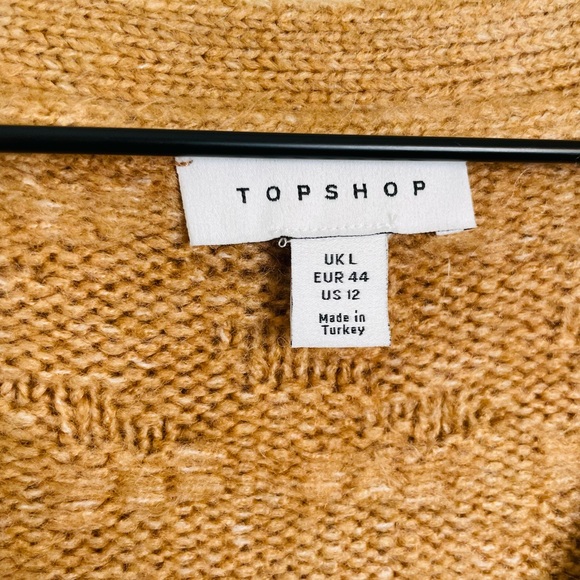 TOPSHOP
UK L
EUR 44
US 12
Made in
Turkey